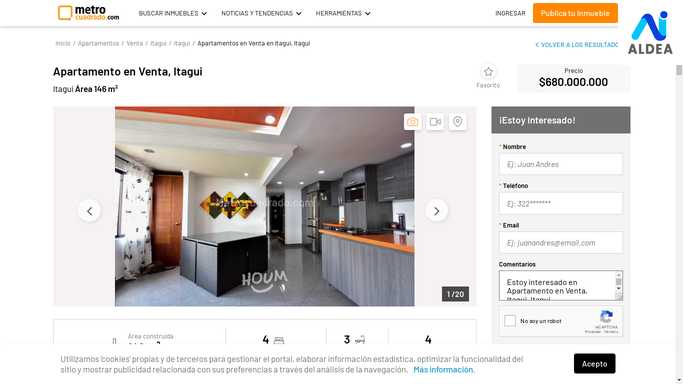 metro
cuadrado.com
BUSCAR INMUEBLES
NOTICIAS Y TENDENCIAS
HERRAMIENTAS
INGRESAR
Publica tu Inmueble
ALDEA
Inicio / Apartamentos / Venta / Itagui / Itagui / Apartamentos en Venta en Itagui, Itagui
VOLVER A LOS RESULTADO
Apartamento en Venta, Itagui
Itagui Área 146 m²
Favorito
Precio
$680.000.000
HOUM
1 / 20
¡Estoy Interesado!
* Nombre
Ej: Juan Andres
* Teléfono
Ej: 322*******
* Email
Ej: juanandres@email.com
Comentarios
Estoy interesado en
Apartamento en Venta,
Itagui, Itagui
No soy un robot
reCAPTCHA
Privacidad - Términos
Área construida
4
3
4
Utilizamos 'cookies' propias y de terceros para gestionar el portal, elaborar información estadística, optimizar la funcionalidad del
sitio y mostrar publicidad relacionada con sus preferencias a través del análisis de la navegación. Más información.
Acepto